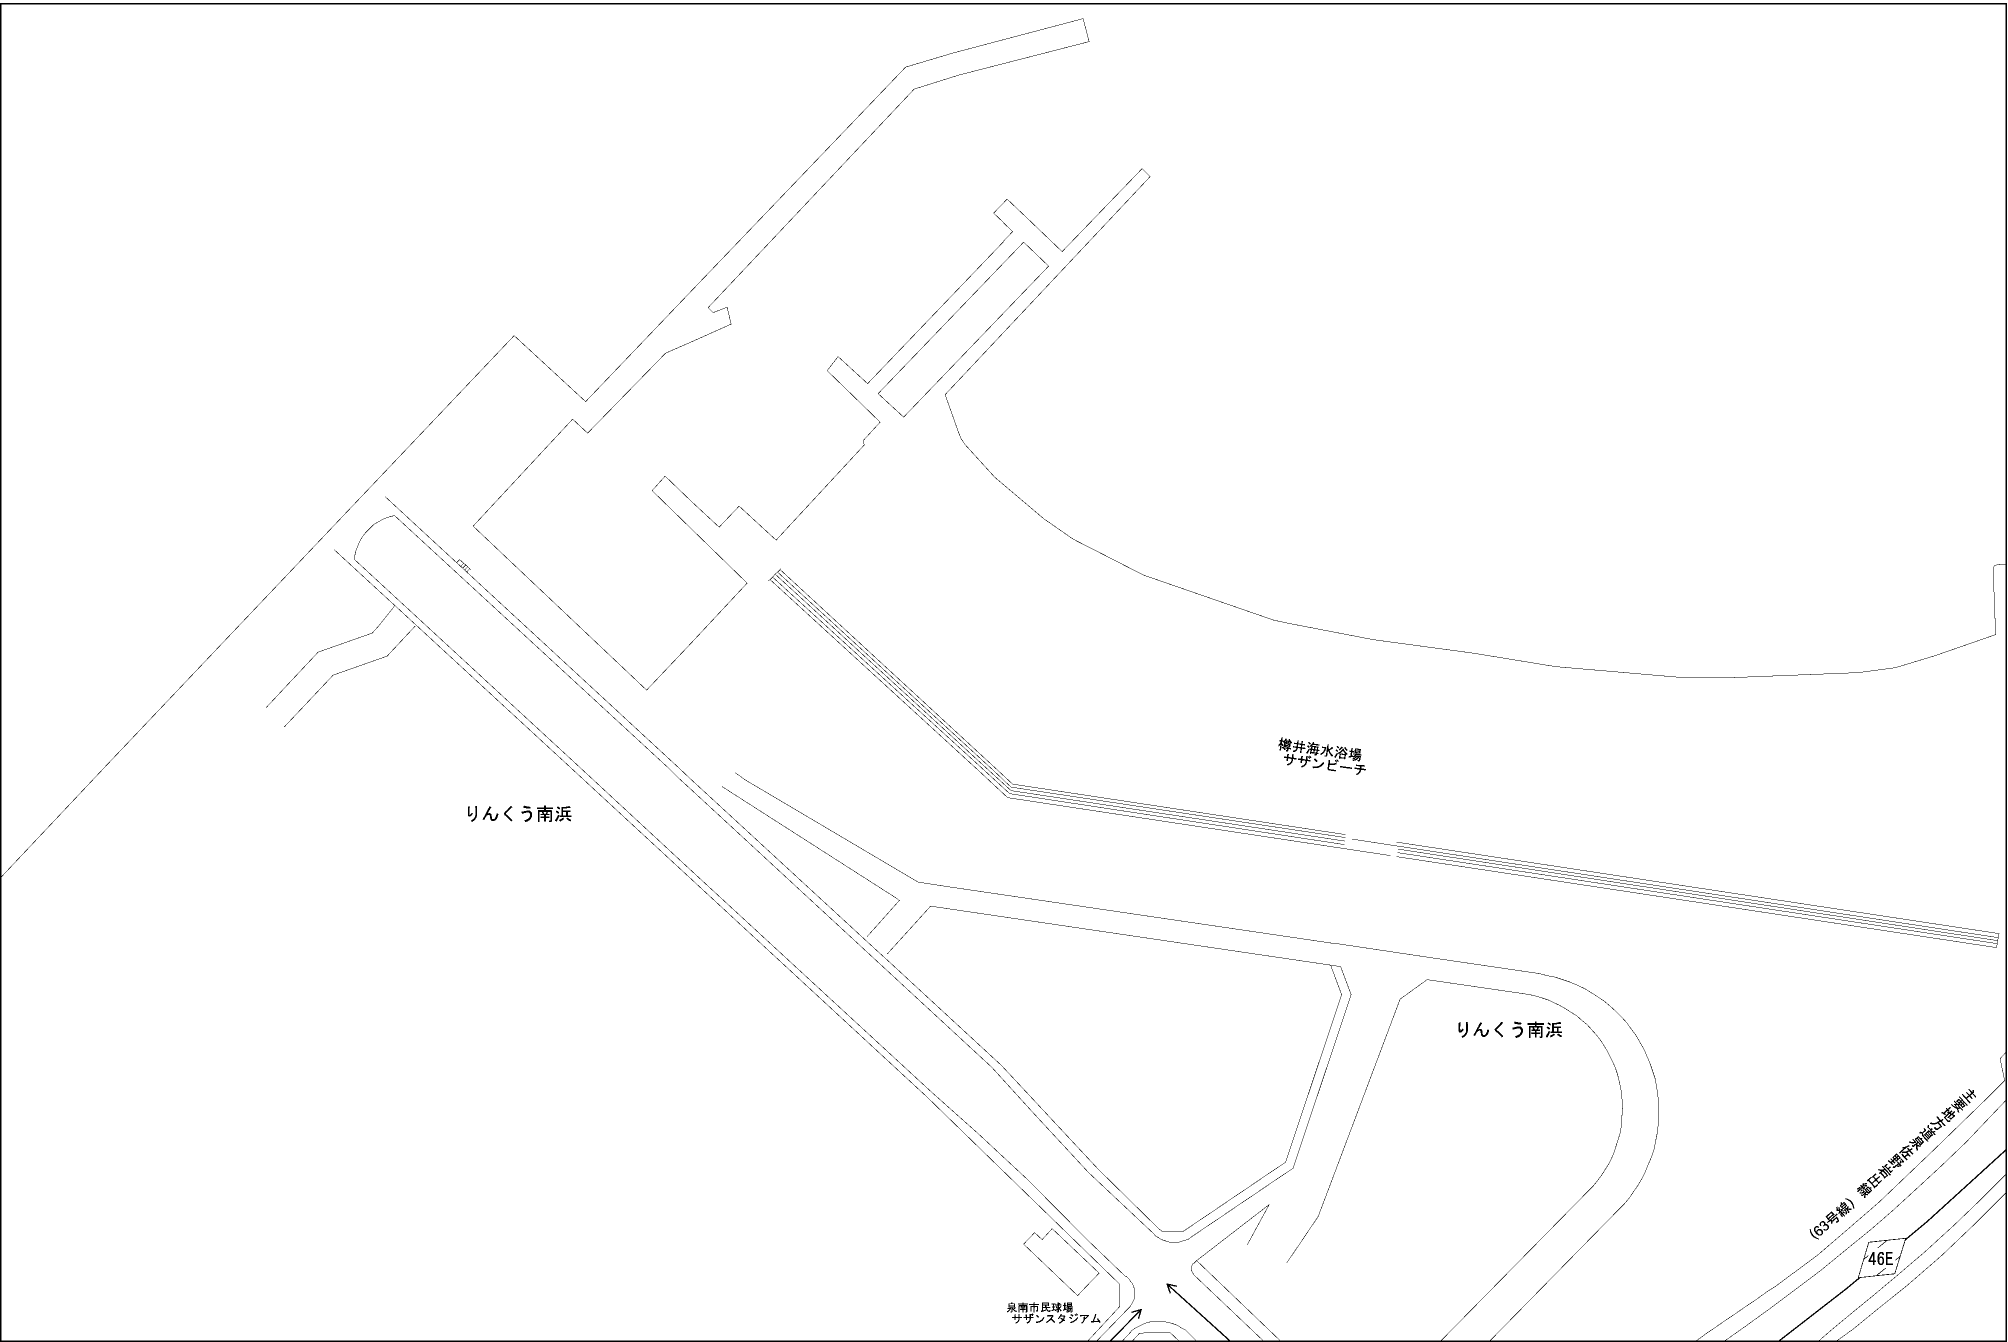 樽井海水浴場
サザンビーチ
りんくう南浜
りんくう南浜
主要地方道泉佐野岩出線（63号線）
46E
泉南市民球場
サザンスタジアム